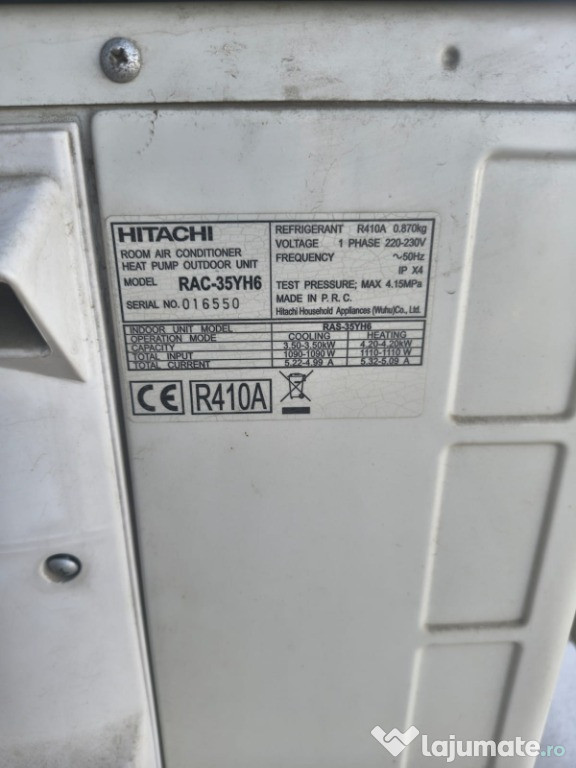 HITACHI
ROOM AIR CONDITIONER
HEAT PUMP OUTDOOR UNIT
MODEL RAC-35YH6
SERIAL NO. 016550
REFRIGERANT R410A 0.870kg
VOLTAGE 1 PHASE 220-230V
FREQUENCY ~50Hz
IP X4
TEST PRESSURE; MAX 4.15MPa
MADE IN P.R.C.
Hitachi Household Appliances (Wuhu)Co., Ltd.
INDOOR UNIT MODEL RAS-35YH6
OPERATION MODE COOLING HEATING
CAPACITY 3.50-3.50kW 4.20-4.20kW
TOTAL INPUT 1090-1090 W 1110-1110 W
TOTAL CURRENT 5.22-4.99 A 5.32-5.09 A
CE R410A
lajumate.ro